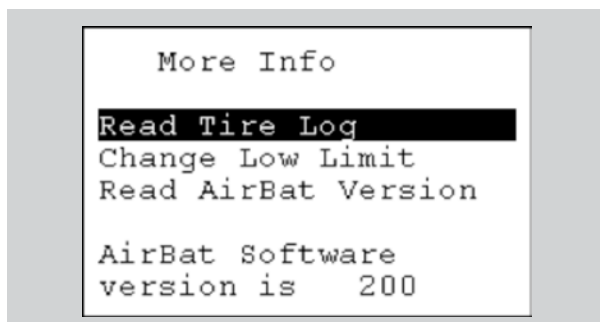 More Info
Read Tire Log
Change Low Limit
Read AirBat Version
AirBat Software
version is 200